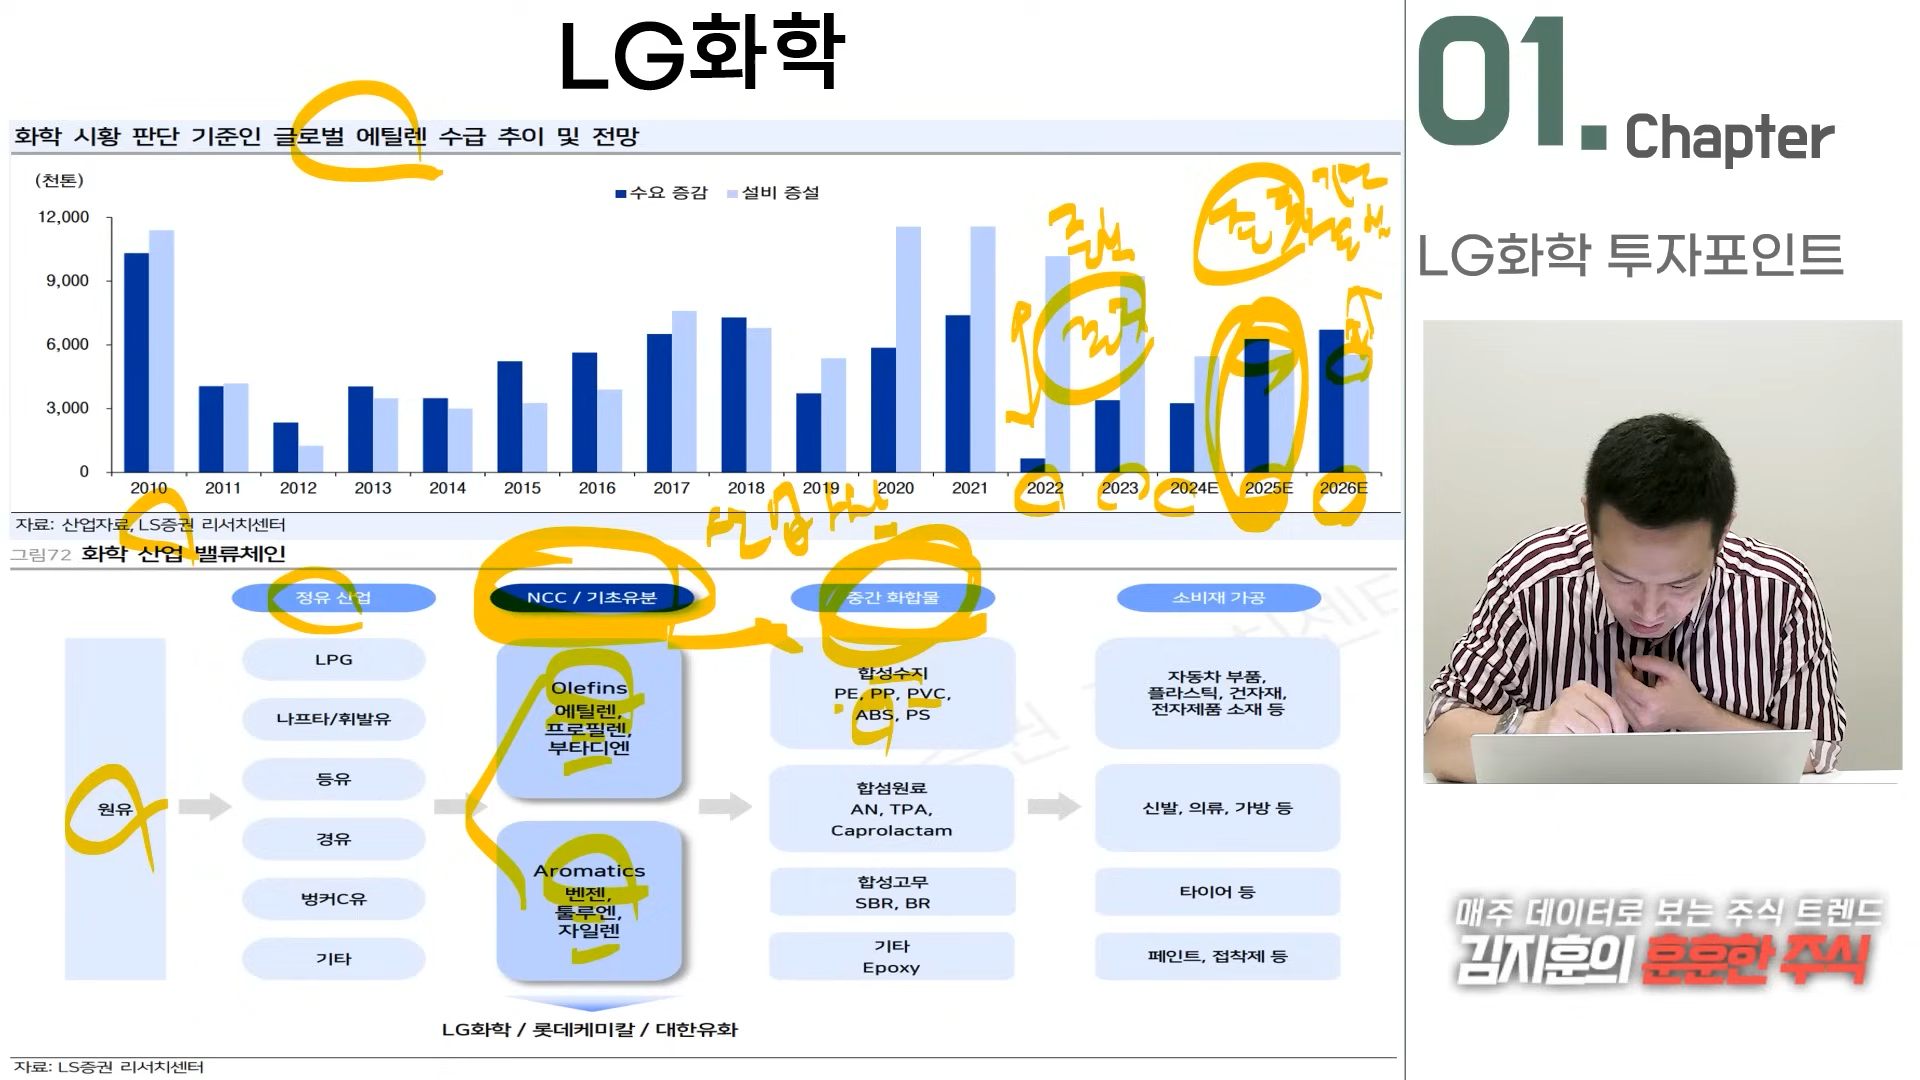 LG화학
화학 시황 판단 기준인 글로벌 에틸렌 수급 추이 및 전망
(천톤)
수요 증감 설비 증설
12,000
9,000
6,000
3,000
0
2010 2011 2012 2013 2014 2015 2016 2017 2018 2019 2020 2021 2022 2023 2024E 2025E 2026E
자료: 산업자료, LS증권 리서치센터
그림72 화학 산업 밸류체인
정유 산업
NCC / 기초유분
중간 화합물
소비재 가공
원유
LPG
나프타/휘발유
등유
경유
벙커C유
기타
Olefins
에틸렌,
프로필렌,
부타디엔
Aromatics
벤젠,
톨루엔,
자일렌
합성수지
PE, PP, PVC,
ABS, PS
합섬원료
AN, TPA,
Caprolactam
합성고무
SBR, BR
기타
Epoxy
자동차 부품,
플라스틱, 건자재,
전자제품 소재 등
신발, 의류, 가방 등
타이어 등
페인트, 접착제 등
LG화학 / 롯데케미칼 / 대한유화
자료: LS증권 리서치센터
01. Chapter
LG화학 투자포인트
매주 데이터로 보는 주식 트렌드
김지훈의 훈훈한 주식